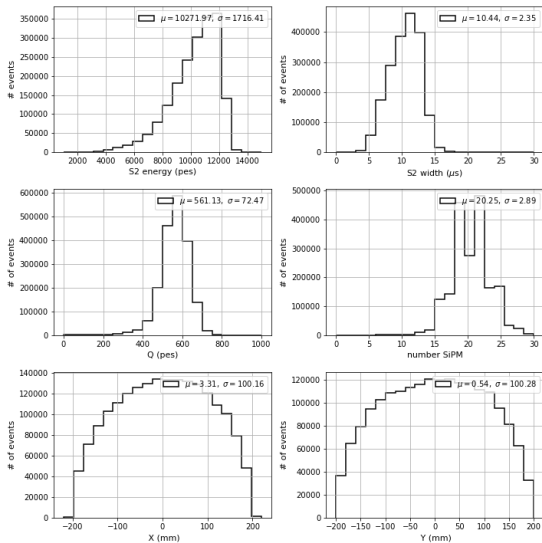 350000
300000
250000
200000
150000
100000
50000
0
# of events
μ = 10271.97, σ = 1716.41
2000 4000 6000 8000 10000 12000 14000
S2 energy (pes)
400000
300000
200000
100000
0
# of events
μ = 10.44, σ = 2.35
0 5 10 15 20 25 30
S2 width (μs)
600000
500000
400000
300000
200000
100000
0
# of events
μ = 561.13, σ = 72.47
0 200 400 600 800 1000
Q (pes)
500000
400000
300000
200000
100000
0
# of events
μ = 20.25, σ = 2.89
0 5 10 15 20 25 30
number SiPM
140000
120000
100000
80000
60000
40000
20000
0
# of events
μ = 3.31, σ = 100.16
−200 −100 0 100 200
X (mm)
120000
100000
80000
60000
40000
20000
0
# of events
μ = 0.54, σ = 100.28
−200 −150 −100 −50 0 50 100 150 200
Y (mm)